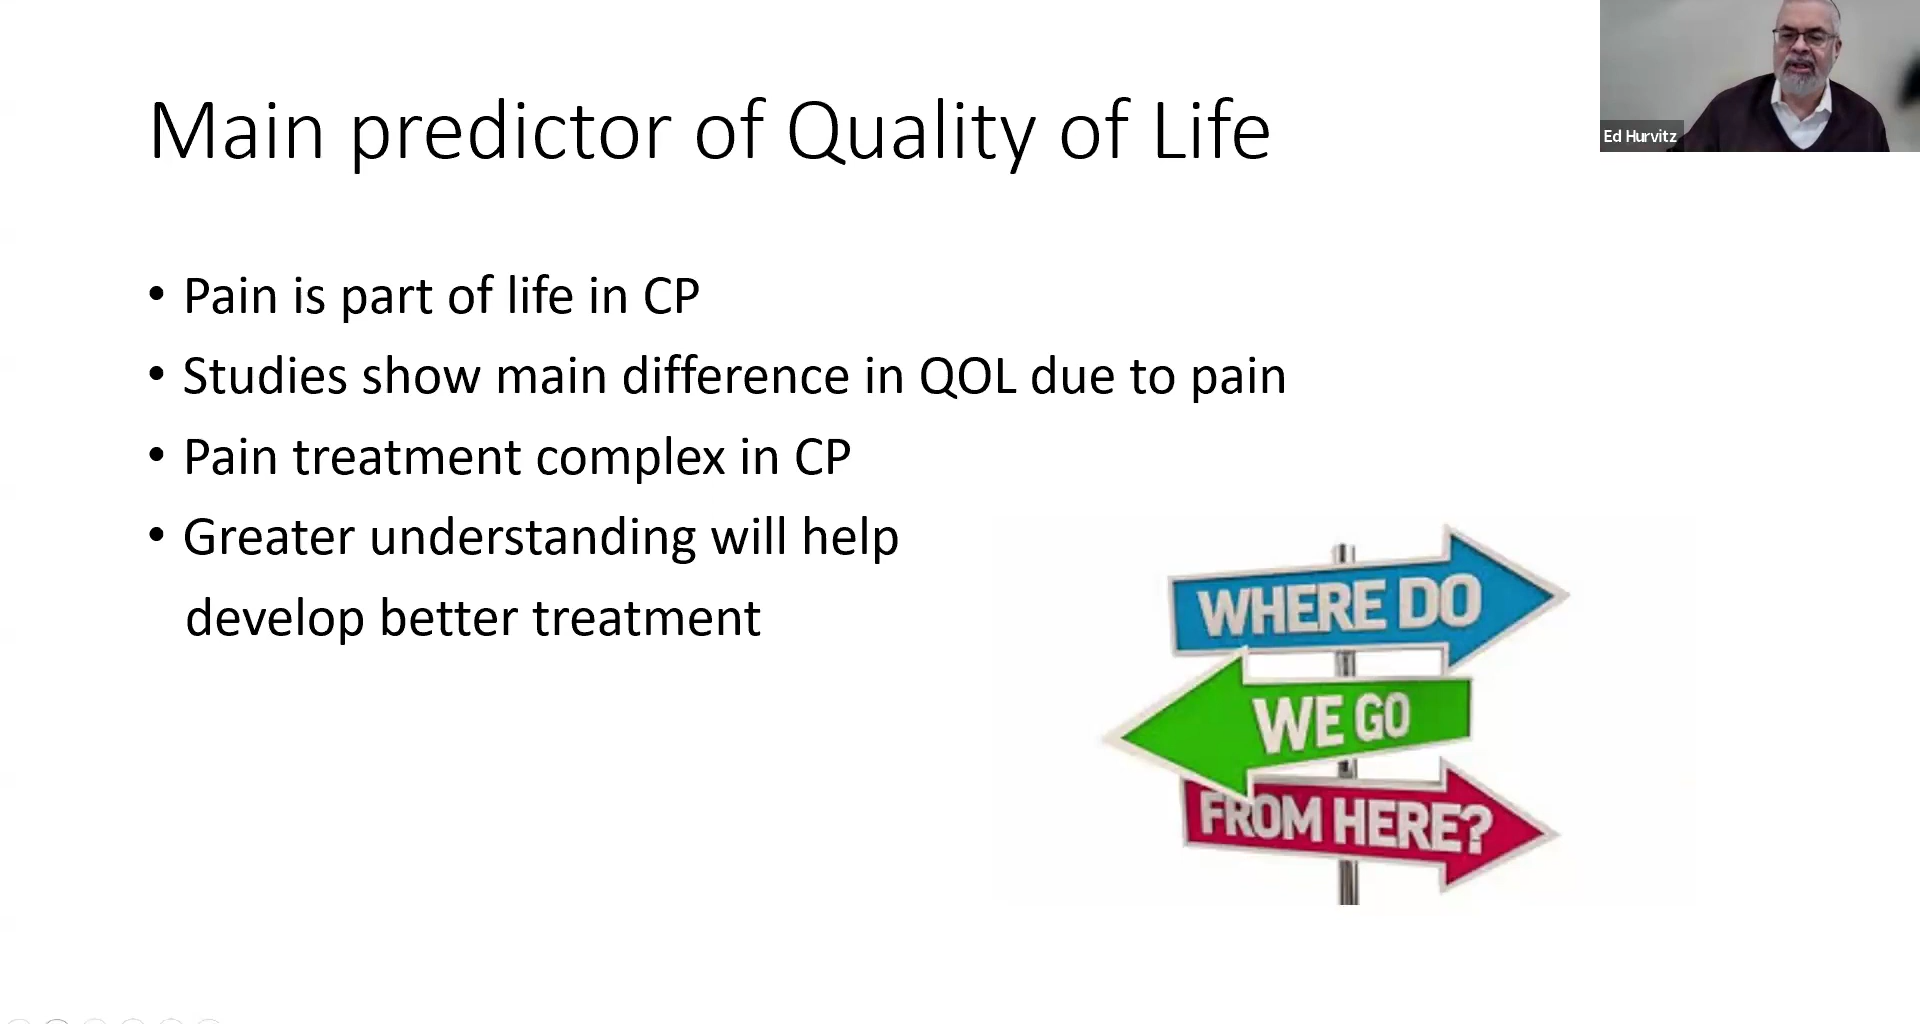 Main predictor of Quality of Life
Ed Hurvitz
• Pain is part of life in CP
• Studies show main difference in QOL due to pain
• Pain treatment complex in CP
• Greater understanding will help
develop better treatment
WHERE DO
WE GO
FROM HERE?